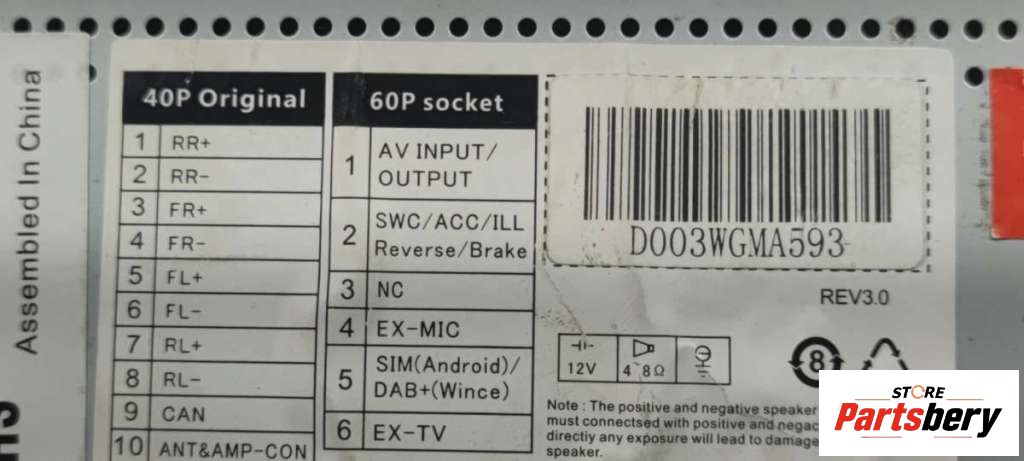 Assembled In China
40P Original
1 RR+
2 RR-
3 FR+
4 FR-
5 FL+
6 FL-
7 RL+
8 RL-
9 CAN
10 ANT&AMP-CON
60P socket
1 AV INPUT/
OUTPUT
2 SWC/ACC/ILL
Reverse/Brake
3 NC
4 EX-MIC
5 SIM(Android)/
DAB+(Wince)
6 EX-TV
D003WGMA593
REV3.0
12V
4~8Ω
8
Note : The positive and negative speaker
must connectsed with positive and negac
directiy any exposure will lead to damage
speaker.
STORE
Partsbery